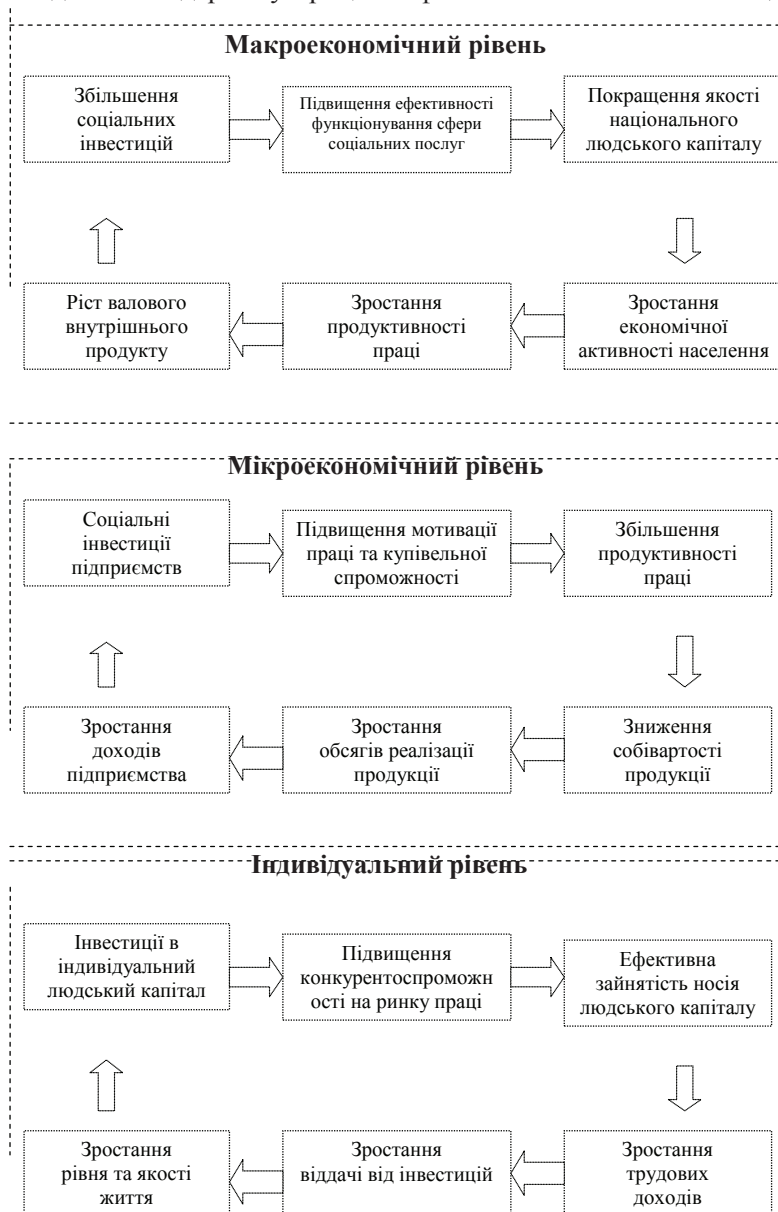 Макроекономічний рівень
Збільшення
соціальних
інвестицій
Підвищення ефективності
функціонування сфери
соціальних послуг
Покращення якості
національного
людського капіталу
Ріст валового
внутрішнього
продукту
Зростання
продуктивності
праці
Зростання
економічної
активності населення
Мікроекономічний рівень
Соціальні
інвестиції
підприємств
Підвищення мотивації
праці та купівельної
спроможності
Збільшення
продуктивності
праці
Зростання
доходів
підприємства
Зростання
обсягів реалізації
продукції
Зниження
собівартості
продукції
Індивідуальний рівень
Інвестиції в
індивідуальний
людський капітал
Підвищення
конкурентоспроможн
ості на ринку праці
Ефективна
зайнятість носія
людського капіталу
Зростання
рівня та якості
життя
Зростання
віддачі від інвестицій
Зростання
трудових
доходів